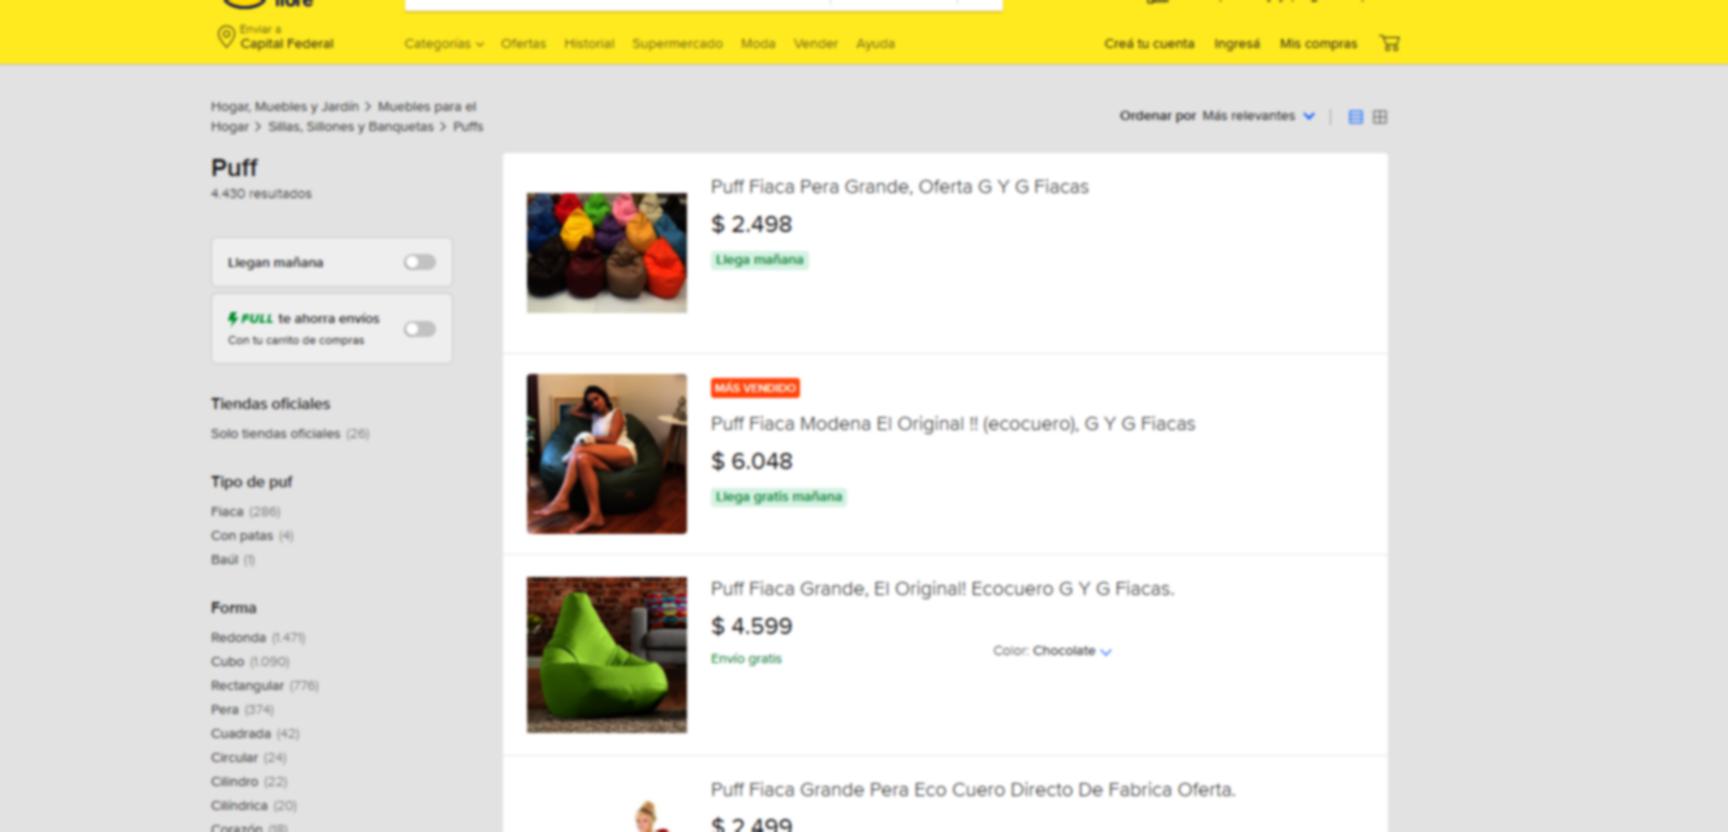 libre
Enviar a
Capital Federal
Categorías
Ofertas
Historial
Supermercado
Moda
Vender
Ayuda
Creá tu cuenta
Ingresá
Mis compras
Hogar, Muebles y Jardín > Muebles para el
Hogar > Sillas, Sillones y Banquetas > Puffs
Ordenar por Más relevantes
Puff
4.430 resultados
Llegan mañana
FULL te ahorra envíos
Con tu carrito de compras
Tiendas oficiales
Solo tiendas oficiales (26)
Tipo de puf
Fiaca (286)
Con patas (4)
Baúl (1)
Forma
Redonda (1.471)
Cubo (1.090)
Rectangular (776)
Pera (374)
Cuadrada (42)
Circular (24)
Cilindro (22)
Cilíndrica (20)
Corazón (18)
Puff Fiaca Pera Grande, Oferta G Y G Fiacas
$ 2.498
Llega mañana
MÁS VENDIDO
Puff Fiaca Modena El Original !! (ecocuero), G Y G Fiacas
$ 6.048
Llega gratis mañana
Puff Fiaca Grande, El Original! Ecocuero G Y G Fiacas.
$ 4.599
Envío gratis
Color: Chocolate
Puff Fiaca Grande Pera Eco Cuero Directo De Fabrica Oferta.
$ 2.499